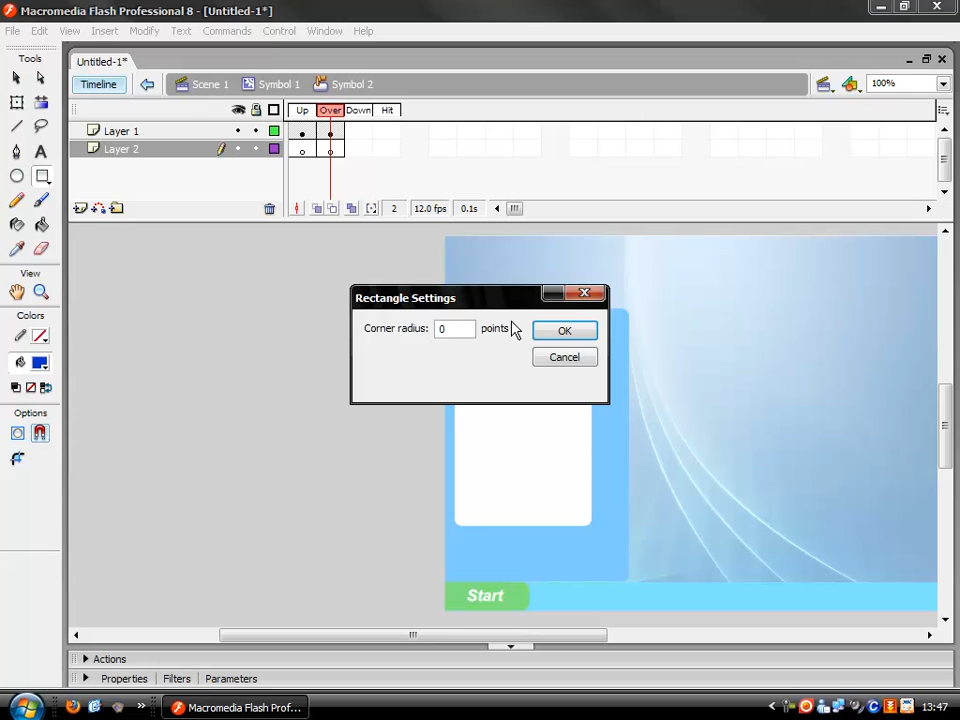 Macromedia Flash Professional 8 - [Untitled-1*]
File Edit View Insert Modify Text Commands Control Window Help
Tools
Untitled-1*
Timeline Scene 1 Symbol 1 Symbol 2 100%
Up Over Down Hit
Layer 1
Layer 2
2 12.0 fps 0.1s
View
Colors
Options
Rectangle Settings
Corner radius: 0 points OK
Cancel
Start
Actions
Properties Filters Parameters
Macromedia Flash Prof... 13:47